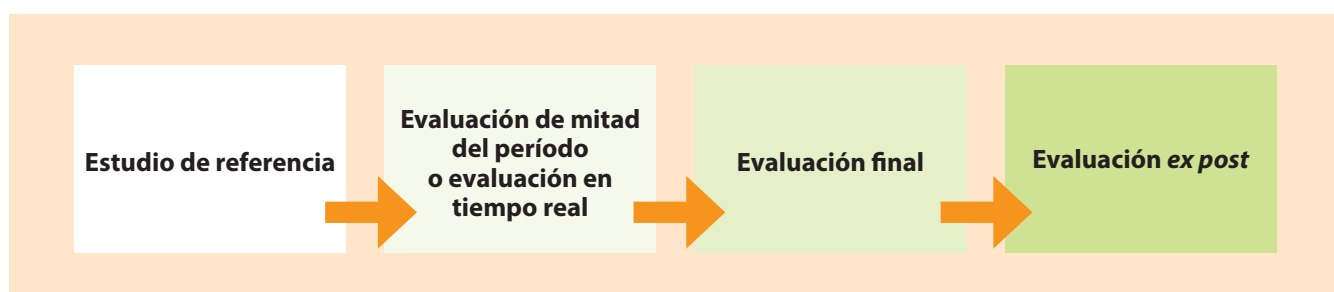 Estudio de referencia
Evaluación de mitad
del período
o evaluación en
tiempo real
Evaluación final
Evaluación ex post